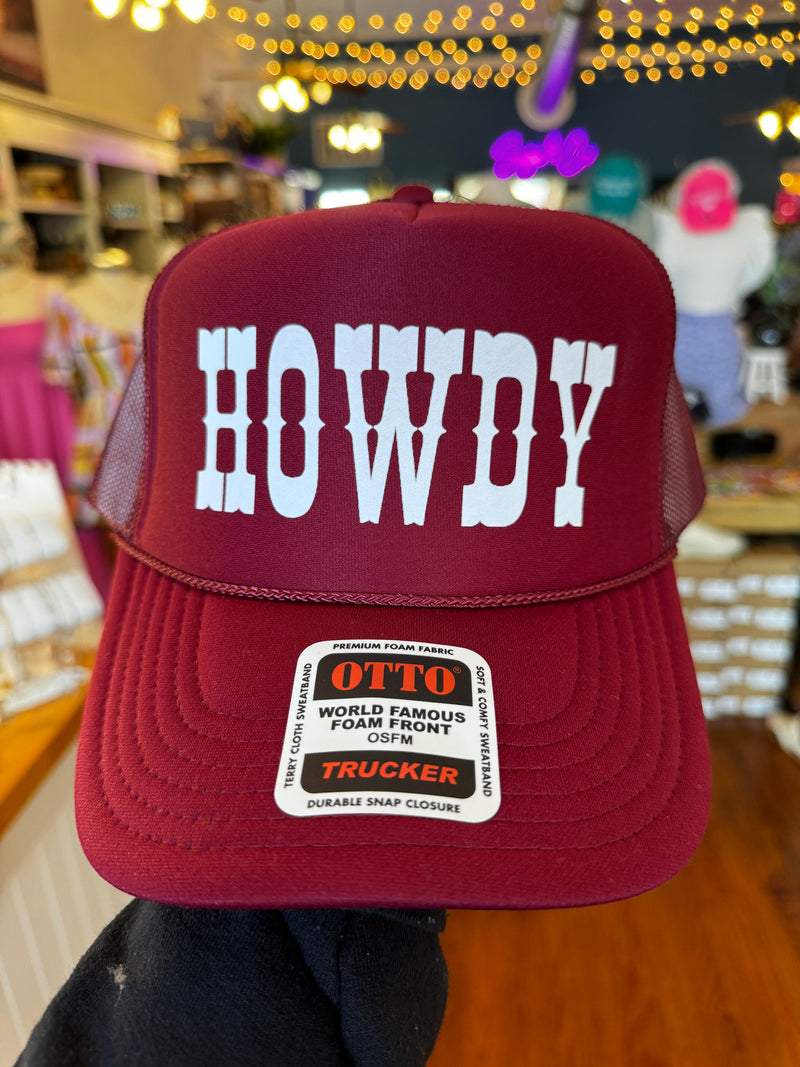 HOWDY
PREMIUM FOAM FABRIC
OTTO®
WORLD FAMOUS
FOAM FRONT
OSFM
TRUCKER
DURABLE SNAP CLOSURE
TERRY CLOTH SWEATBAND
SOFT & COMFY SWEATBAND